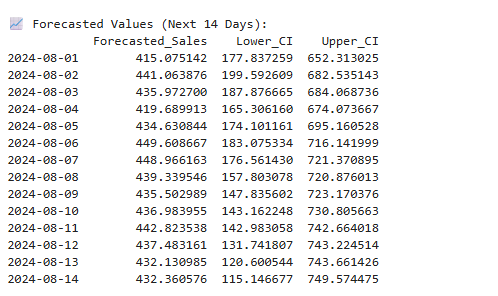 📈 Forecasted Values (Next 14 Days):
Forecasted_Sales Lower_CI Upper_CI
2024-08-01 415.075142 177.837259 652.313025
2024-08-02 441.063876 199.592609 682.535143
2024-08-03 435.972700 187.876665 684.068736
2024-08-04 419.689913 165.306160 674.073667
2024-08-05 434.630844 174.101161 695.160528
2024-08-06 449.608667 183.075334 716.141999
2024-08-07 448.966163 176.561430 721.370895
2024-08-08 439.339546 157.803078 720.876013
2024-08-09 435.502989 147.835602 723.170376
2024-08-10 436.983955 143.162248 730.805663
2024-08-11 442.823538 142.983058 742.664018
2024-08-12 437.483161 131.741807 743.224514
2024-08-13 432.130985 120.600544 743.661426
2024-08-14 432.360576 115.146677 749.574475